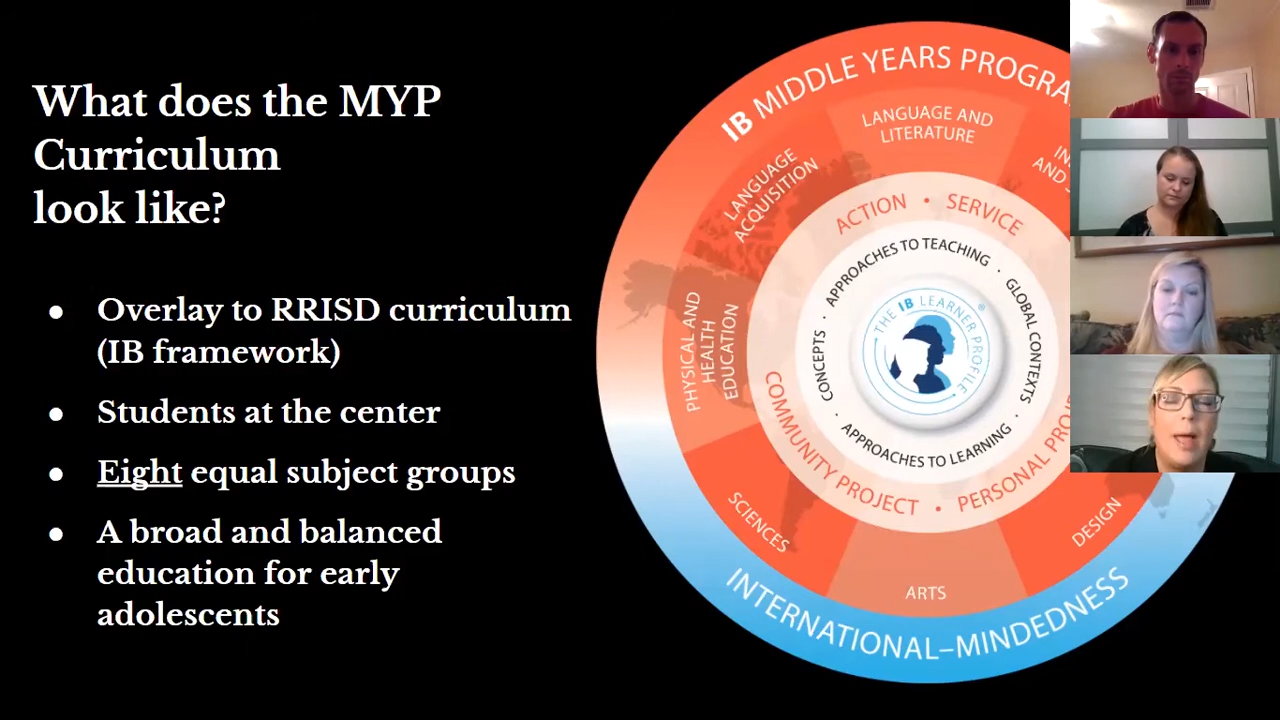 What does the MYP
Curriculum
look like?
● Overlay to RRISD curriculum
(IB framework)
● Students at the center
● Eight equal subject groups
● A broad and balanced
education for early
adolescents
IB MIDDLE YEARS
LANGUAGE AND
LITERATURE
LANGUAGE
ACQUISITION
PHYSICAL AND
HEALTH
EDUCATION
SCIENCES
ARTS
DESIGN
ACTION • SERVICE
COMMUNITY PROJECT • PERSONAL
APPROACHES TO TEACHING ·
GLOBAL CONTEXTS ·
APPROACHES TO LEARNING ·
CONCEPTS ·
THE IB LEARNER PROFILE ®
INTERNATIONAL–MINDEDNESS